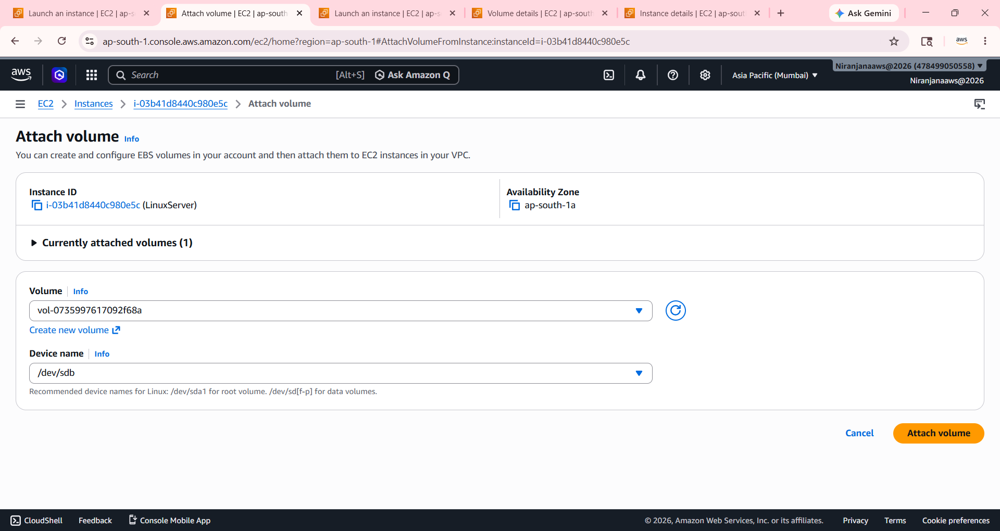 Launch an instance | EC2 | ap-s
Attach volume | EC2 | ap-south
Launch an instance | EC2 | ap-s
Volume details | EC2 | ap-south
Instance details | EC2 | ap-sout
Ask Gemini
ap-south-1.console.aws.amazon.com/ec2/home?region=ap-south-1#AttachVolumeFromInstance:instanceId=i-03b41d8440c980e5c
aws
aws
Search
[Alt+S]
Ask Amazon Q
Asia Pacific (Mumbai)
Niranjanaaws@2026 (478499050558)
Niranjanaaws@2026
EC2
Instances
i-03b41d8440c980e5c
Attach volume
Attach volume Info
You can create and configure EBS volumes in your account and then attach them to EC2 instances in your VPC.
Instance ID
i-03b41d8440c980e5c (LinuxServer)
Availability Zone
ap-south-1a
Currently attached volumes (1)
Volume Info
vol-0735997617092f68a
Create new volume
Device name Info
/dev/sdb
Recommended device names for Linux: /dev/sda1 for root volume. /dev/sd[f-p] for data volumes.
Cancel
Attach volume
CloudShell
Feedback
Console Mobile App
© 2026, Amazon Web Services, Inc. or its affiliates.
Privacy
Terms
Cookie preferences